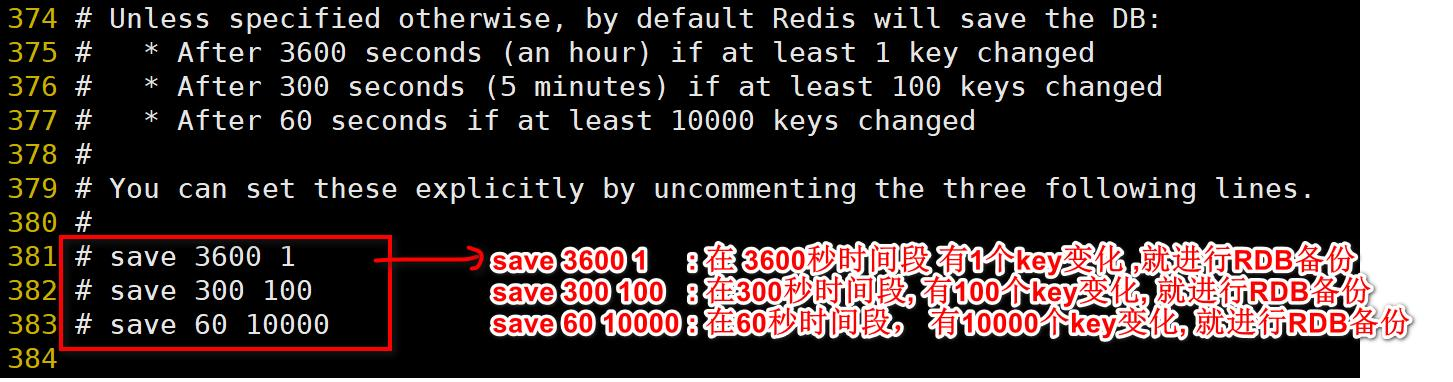 374 # Unless specified otherwise, by default Redis will save the DB:
375 #   * After 3600 seconds (an hour) if at least 1 key changed
376 #   * After 300 seconds (5 minutes) if at least 100 keys changed
377 #   * After 60 seconds if at least 10000 keys changed
378 #
379 # You can set these explicitly by uncommenting the three following lines.
380 #
381 # save 3600 1 save 3600 1 : 在 3600秒时间段 有1个key变化 ,就进行RDB备份
382 # save 300 100 save 300 100 : 在300秒时间段, 有100个key变化, 就进行RDB备份
383 # save 60 10000 save 60 10000 : 在60秒时间段， 有10000个key变化, 就进行RDB备份
384